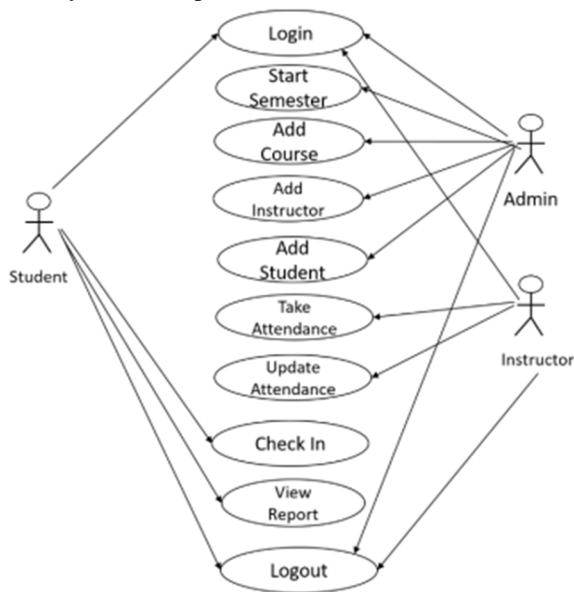 Login
Start
Semester
Add
Course
Admin
Add
Instructor
Student
Add
Student
Take
Attendance
Instructor
Update
Attendance
Check In
View
Report
Logout